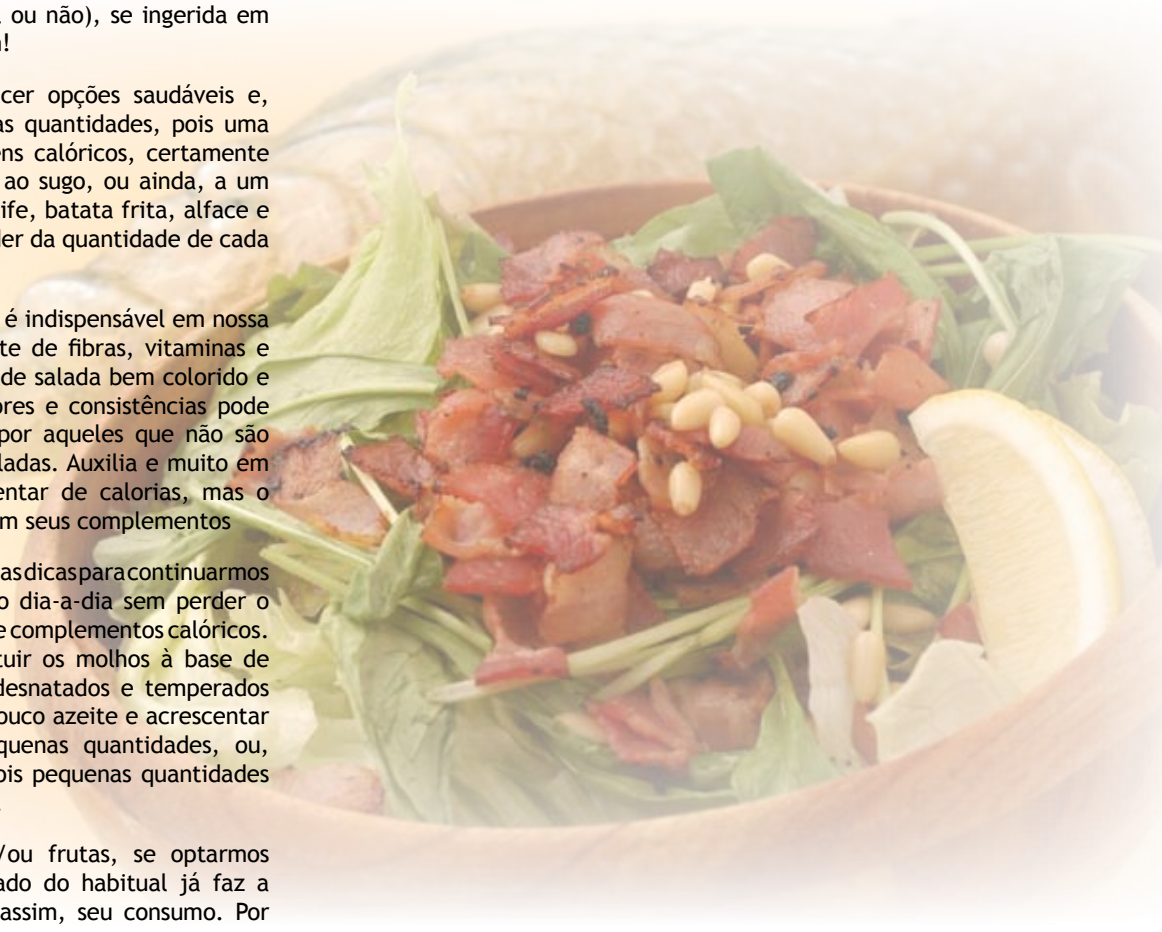 ou não), se ingerida em
!
cer opções saudáveis e,
as quantidades, pois uma
ens calóricos, certamente
ao sugo, ou ainda, a um
ife, batata frita, alface e
der da quantidade de cada
é indispensável em nossa
te de fibras, vitaminas e
de salada bem colorido e
ores e consistências pode
por aqueles que não são
ladas. Auxilia e muito em
entar de calorias, mas o
m seus complementos
as dicas para continuarmos
o dia-a-dia sem perder o
e complementos calóricos.
tuir os molhos à base de
desnatados e temperados
ouco azeite e acrescentar
quenas quantidades, ou,
ois pequenas quantidades
.
/ou frutas, se optarmos
ado do habitual já faz a
assim, seu consumo. Por